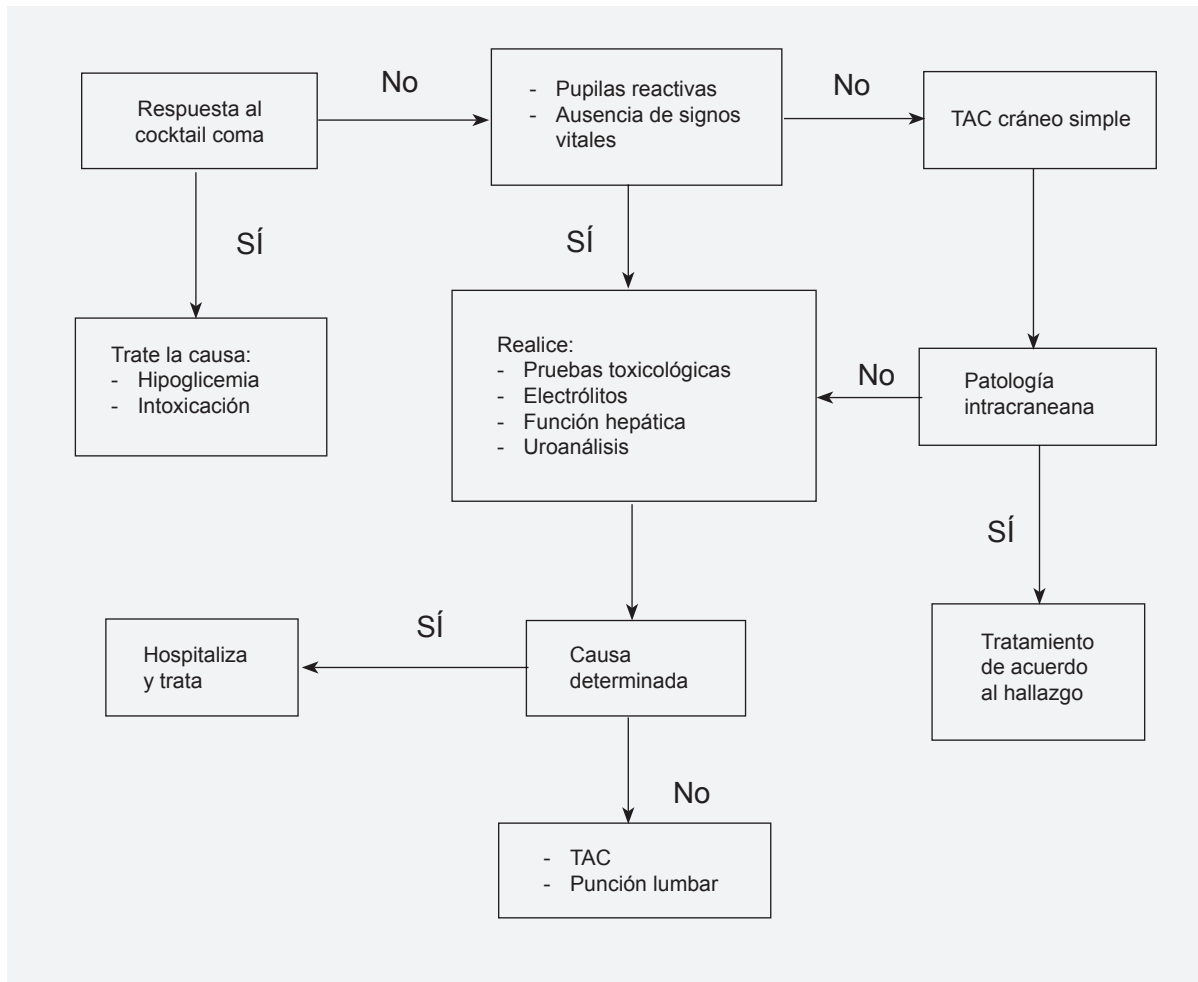 Respuesta al
cocktail coma
No
- Pupilas reactivas
- Ausencia de signos
vitales
No
TAC cráneo simple
SÍ
SÍ
Trate la causa:
- Hipoglicemia
- Intoxicación
Realice:
- Pruebas toxicológicas
- Electrólitos
- Función hepática
- Uroanálisis
No
Patología
intracraneana
SÍ
Hospitaliza
y trata
SÍ
Causa
determinada
Tratamiento
de acuerdo
al hallazgo
No
- TAC
- Punción lumbar